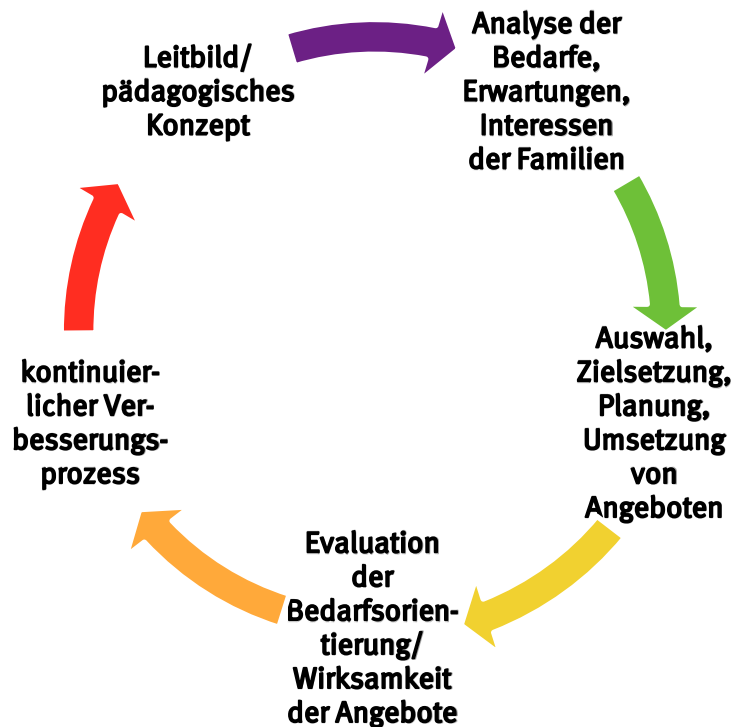 Leitbild/
pädagogisches
Konzept
Analyse der
Bedarfe,
Erwartungen,
Interessen
der Familien
Auswahl,
Zielsetzung,
Planung,
Umsetzung
von
Angeboten
Evaluation
der
Bedarfsorien-
tierung/
Wirksamkeit
der Angebote
kontinuier-
licher Ver-
besserungs-
prozess